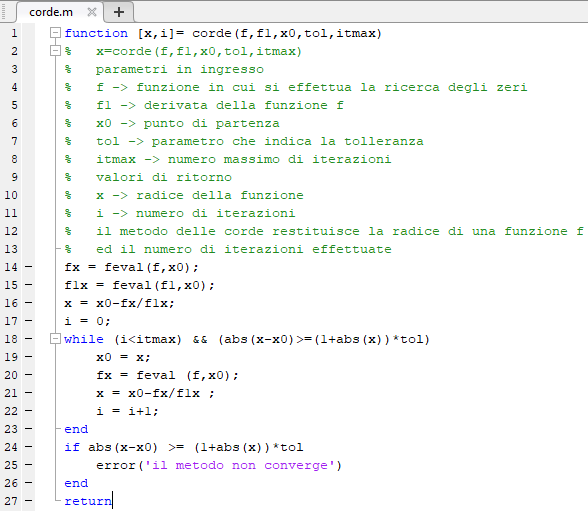 corde.m × +
1 function [x,i]= corde(f,f1,x0,tol,itmax)
2 % x=corde(f,f1,x0,tol,itmax)
3 % parametri in ingresso
4 % f -> funzione in cui si effettua la ricerca degli zeri
5 % f1 -> derivata della funzione f
6 % x0 -> punto di partenza
7 % tol -> parametro che indica la tolleranza
8 % itmax -> numero massimo di iterazioni
9 % valori di ritorno
10 % x -> radice della funzione
11 % i -> numero di iterazioni
12 % il metodo delle corde restituisce la radice di una funzione f
13 % ed il numero di iterazioni effettuate
14 – fx = feval(f,x0);
15 – f1x = feval(f1,x0);
16 – x = x0-fx/f1x;
17 – i = 0;
18 – while (i<itmax) && (abs(x-x0)>=(1+abs(x))*tol)
19 – x0 = x;
20 – fx = feval (f,x0);
21 – x = x0-fx/f1x ;
22 – i = i+1;
23 – end
24 – if abs(x-x0) >= (1+abs(x))*tol
25 – error('il metodo non converge')
26 – end
27 – return